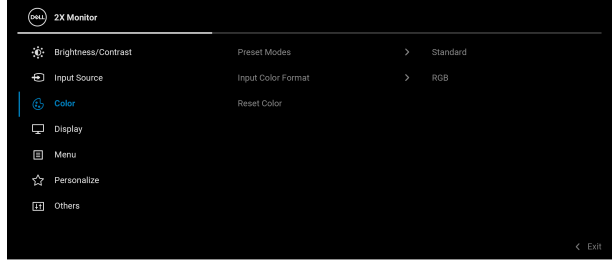 DELL 2X Monitor
Brightness/Contrast Preset Modes > Standard
Input Source Input Color Format > RGB
Color Reset Color
Display
Menu
Personalize
Others
< Exit